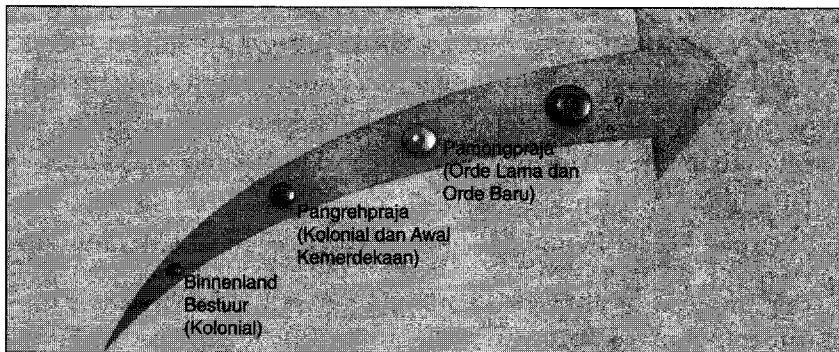 Binnenland
Bestuur
(Kolonial)
Pangrehpraja
(Kolonial dan Awal
Kemerdekaan)
Pamongpraja
(Orde Lama dan
Orde Baru)
?